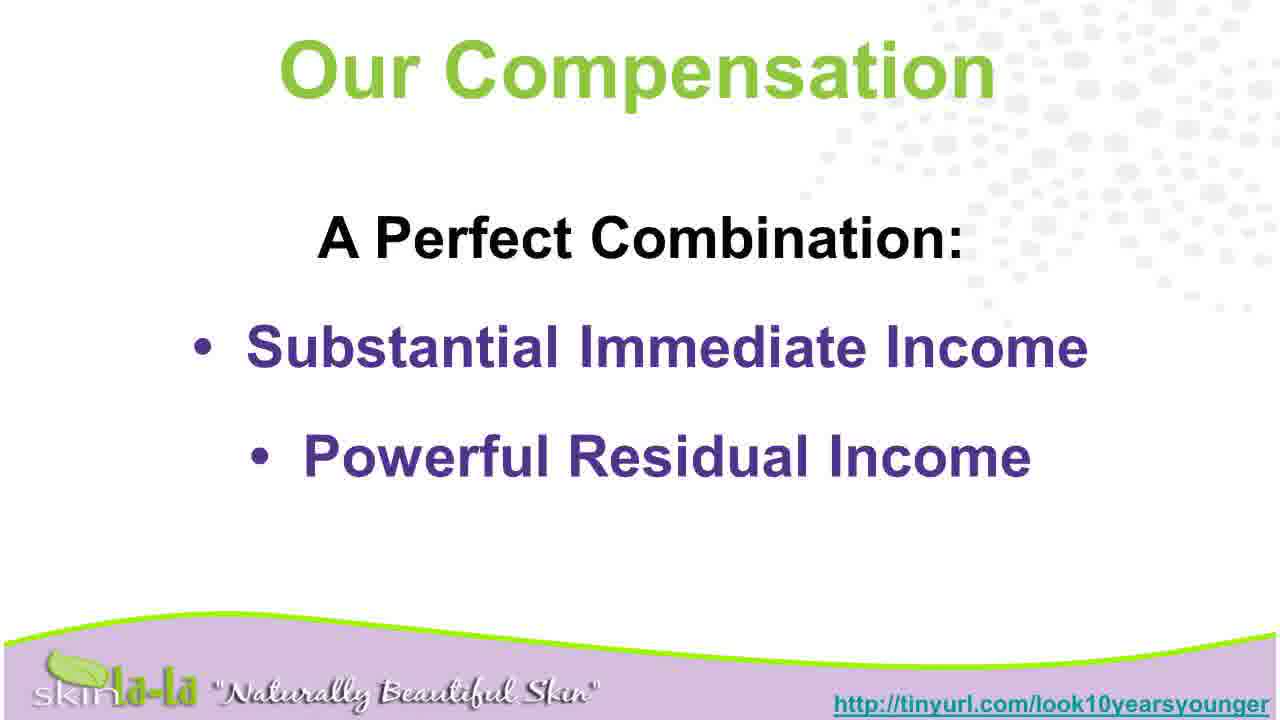 Our Compensation
A Perfect Combination:
• Substantial Immediate Income
• Powerful Residual Income
skin la-la "Naturally Beautiful Skin"
http://tinyurl.com/look10yearsyounger